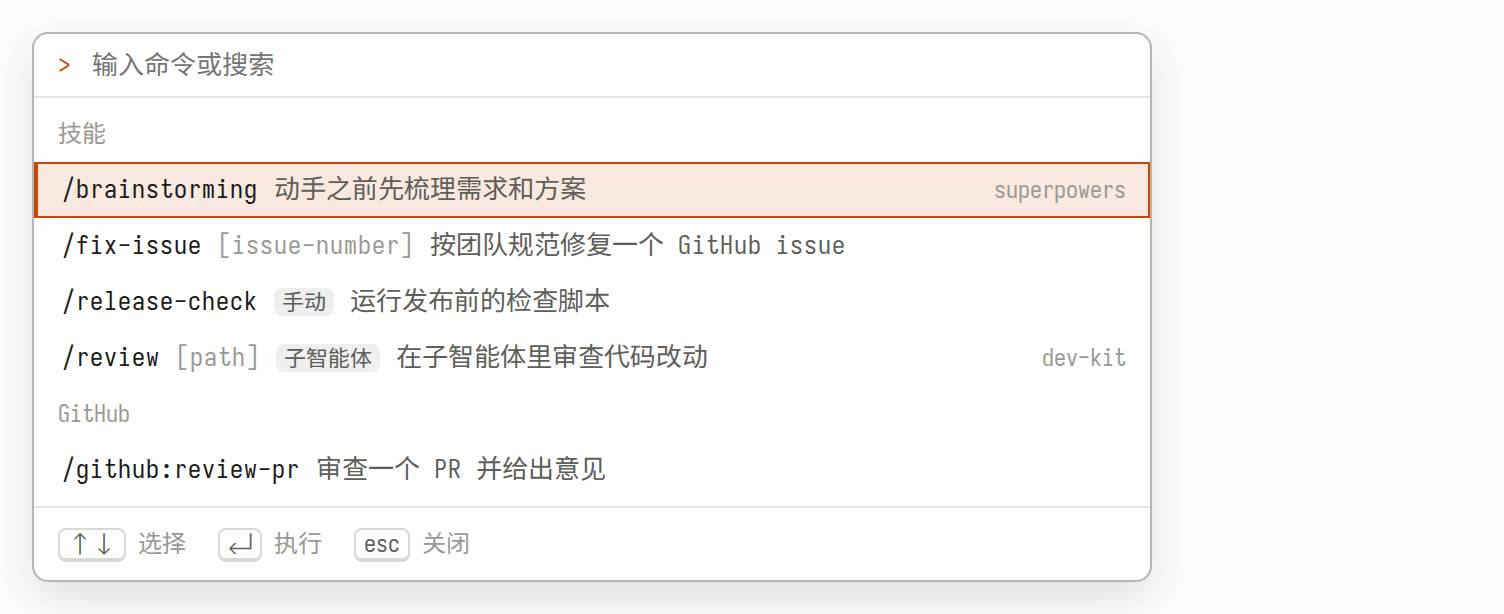 > 输入命令或搜索
技能
/brainstorming 动手之前先梳理需求和方案 superpowers
/fix-issue [issue-number] 按团队规范修复一个 GitHub issue
/release-check 手动 运行发布前的检查脚本
/review [path] 子智能体 在子智能体里审查代码改动 dev-kit
GitHub
/github:review-pr 审查一个 PR 并给出意见
↑↓ 选择 ↵ 执行 esc 关闭